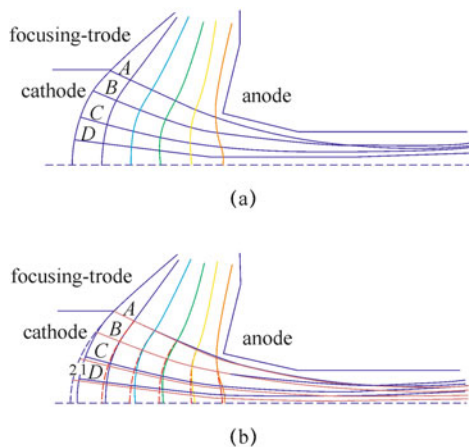 focusing-trode
A
cathode
B
C
anode
D
(a)
focusing-trode
A
cathode
B
anode
C
2 1 D
(b)